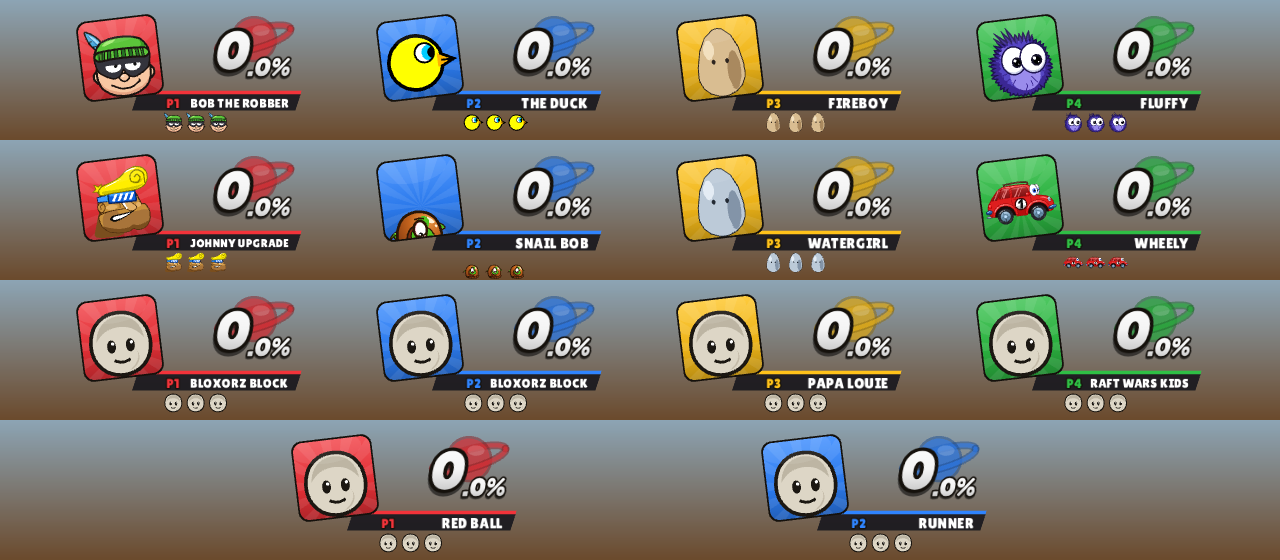 0.0% 0.0% 0.0% 0.0%
P1 BOB THE ROBBER P2 THE DUCK P3 FIREBOY P4 FLUFFY
0.0% 0.0% 0.0% 0.0%
1
P1 JOHNNY UPGRADE P2 SNAIL BOB P3 WATERGIRL P4 WHEELY
0.0% 0.0% 0.0% 0.0%
P1 BLOXORZ BLOCK P2 BLOXORZ BLOCK P3 PAPA LOUIE P4 RAFT WARS KIDS
0.0% 0.0%
P1 RED BALL P2 RUNNER